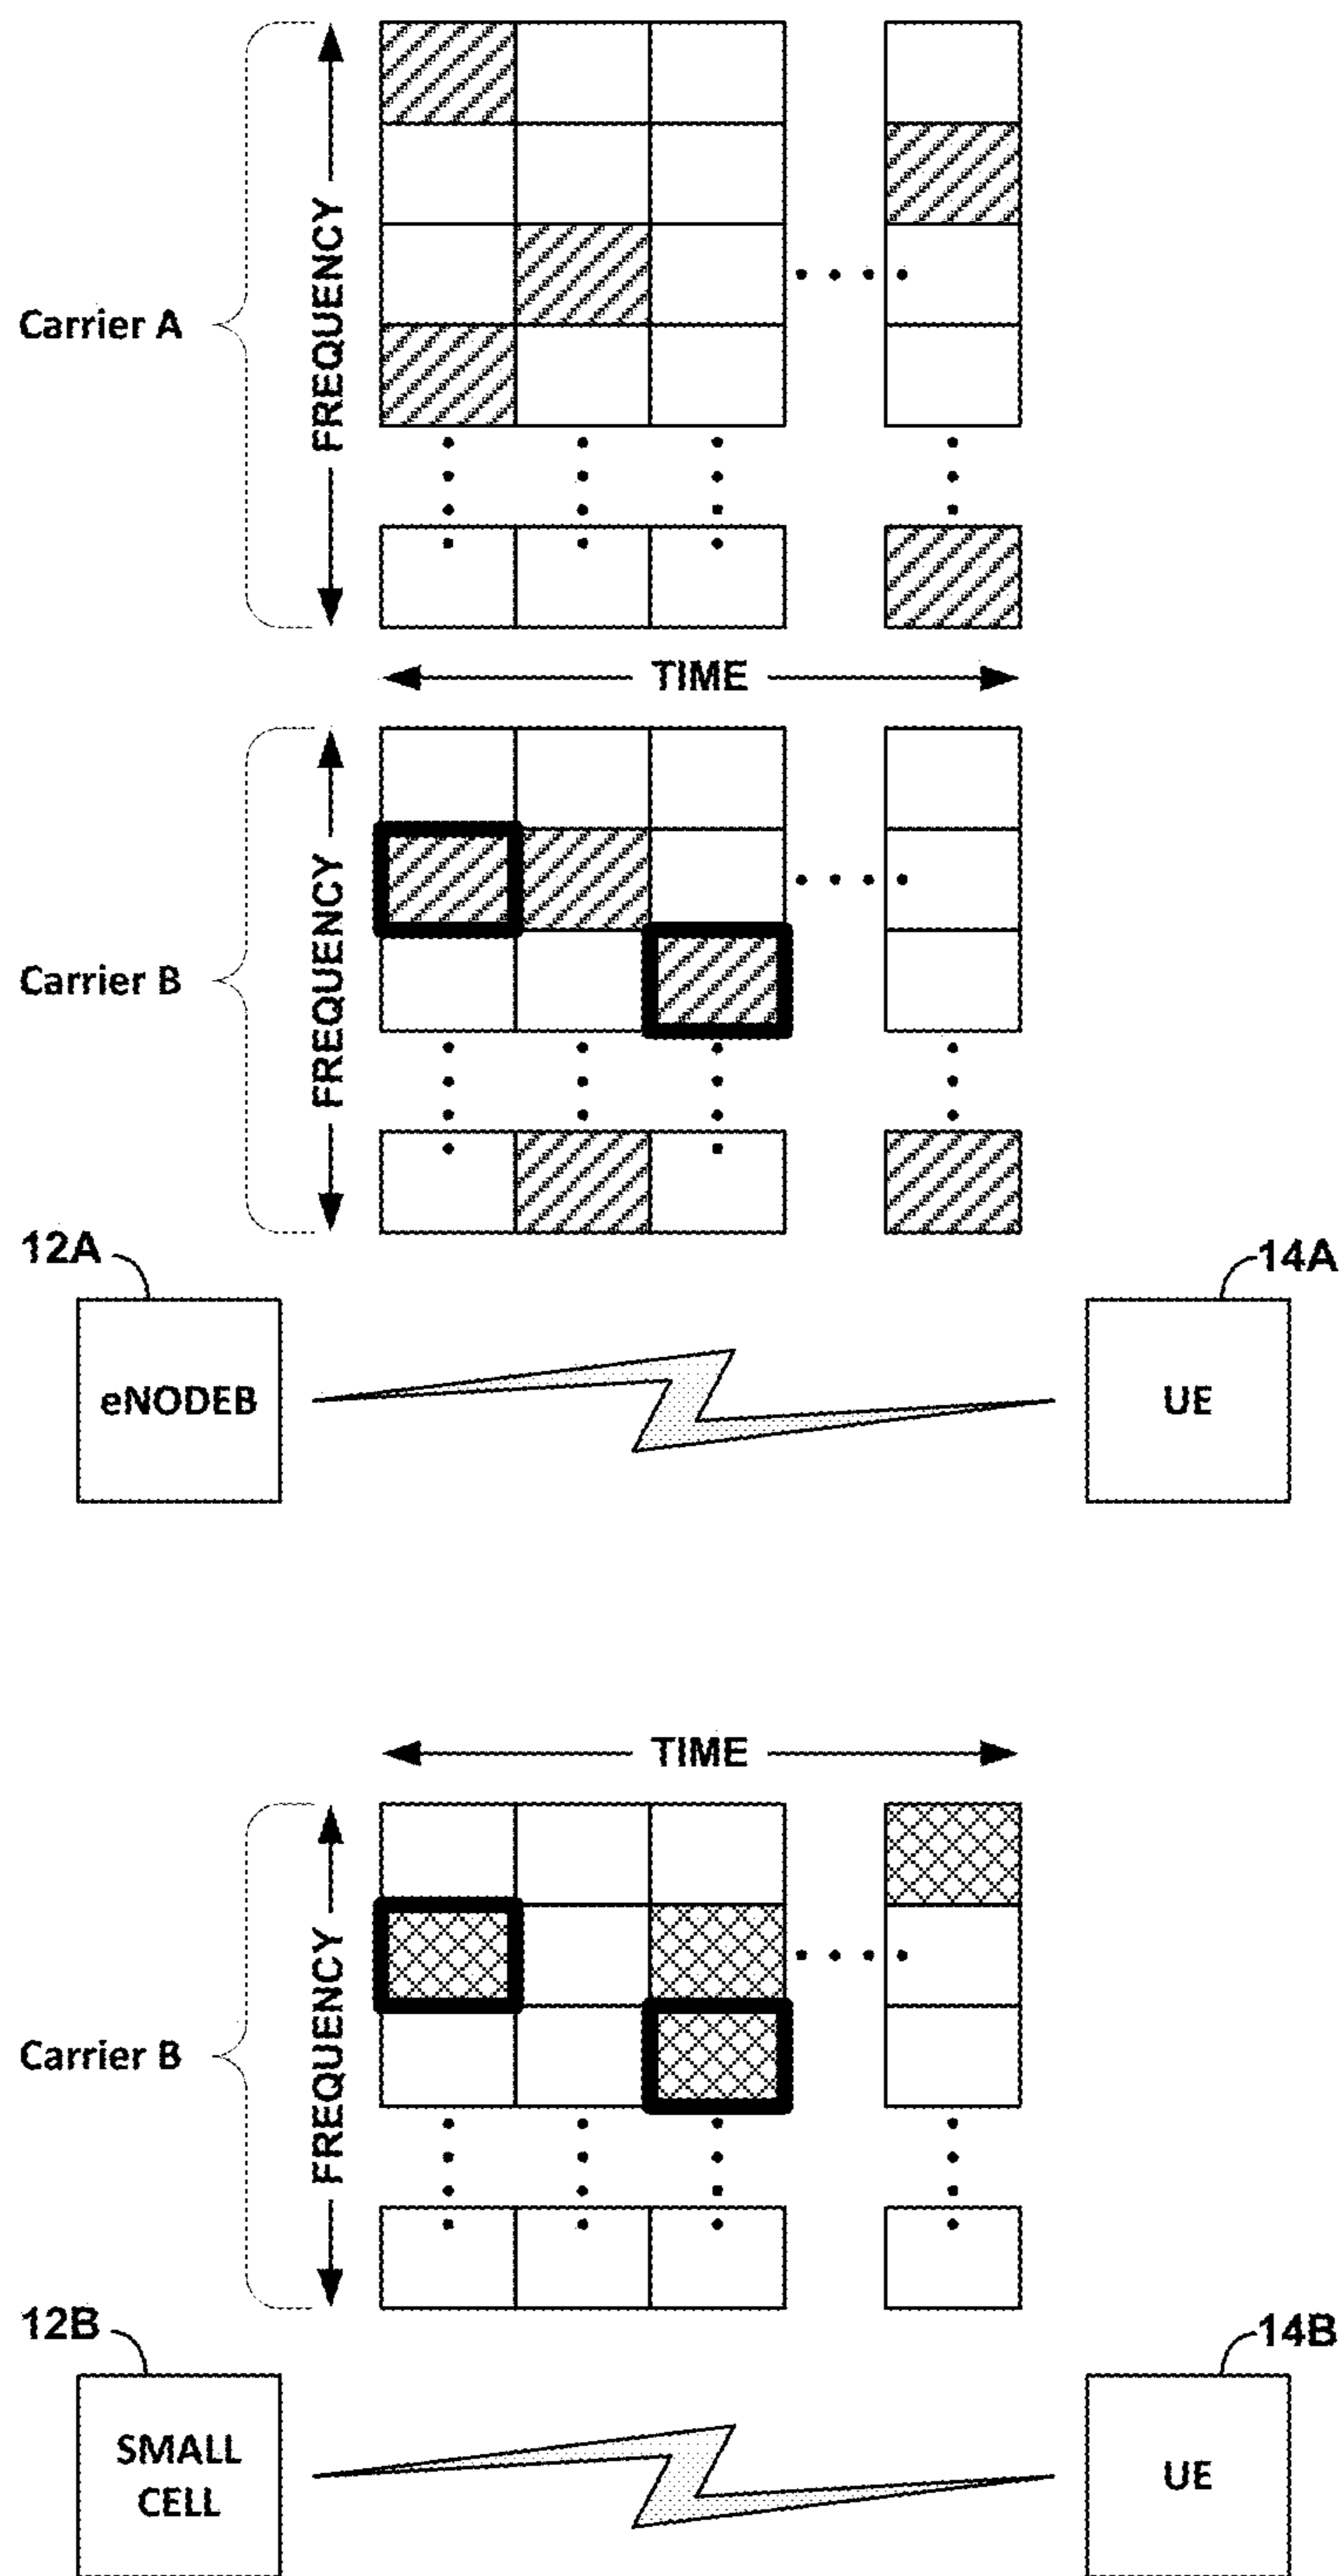 Carrier A
FREQUENCY
TIME
Carrier B
FREQUENCY
12A
14A
eNODEB
UE
TIME
Carrier B
FREQUENCY
12B
14B
SMALL
CELL
UE